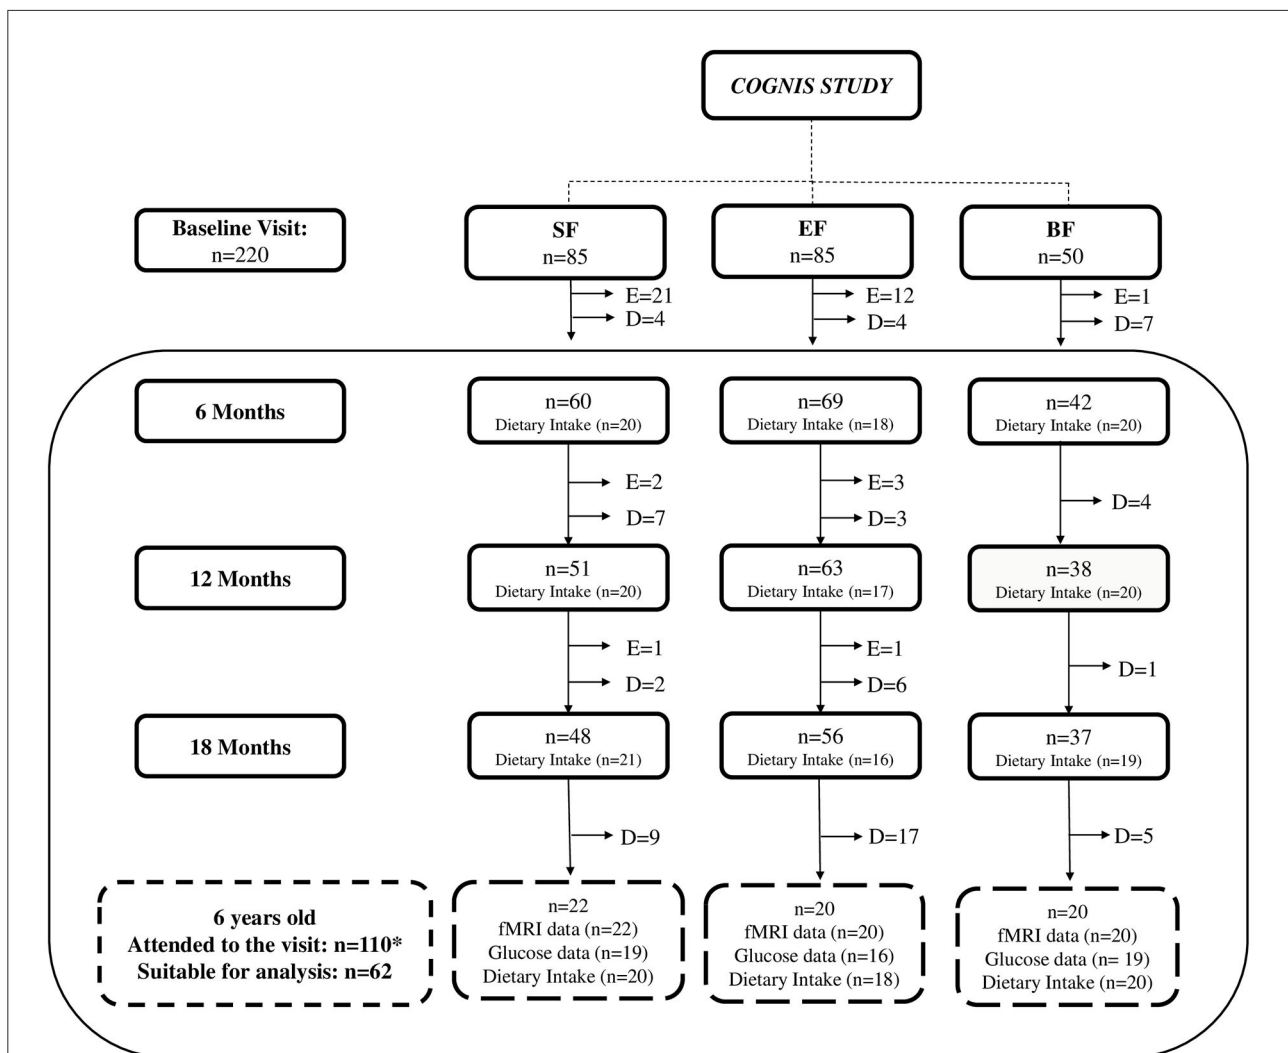 COGNIS STUDY
Baseline Visit:
n=220
SF
n=85
EF
n=85
BF
n=50
E=21
D=4
E=12
D=4
E=1
D=7
6 Months
n=60
Dietary Intake (n=20)
n=69
Dietary Intake (n=18)
n=42
Dietary Intake (n=20)
E=2
D=7
E=3
D=3
D=4
12 Months
n=51
Dietary Intake (n=20)
n=63
Dietary Intake (n=17)
n=38
Dietary Intake (n=20)
E=1
D=2
E=1
D=6
D=1
18 Months
n=48
Dietary Intake (n=21)
n=56
Dietary Intake (n=16)
n=37
Dietary Intake (n=19)
D=9
D=17
D=5
6 years old
Attended to the visit: n=110*
Suitable for analysis: n=62
n=22
fMRI data (n=22)
Glucose data (n=19)
Dietary Intake (n=20)
n=20
fMRI data (n=20)
Glucose data (n=16)
Dietary Intake (n=18)
n=20
fMRI data (n=20)
Glucose data (n= 19)
Dietary Intake (n=20)